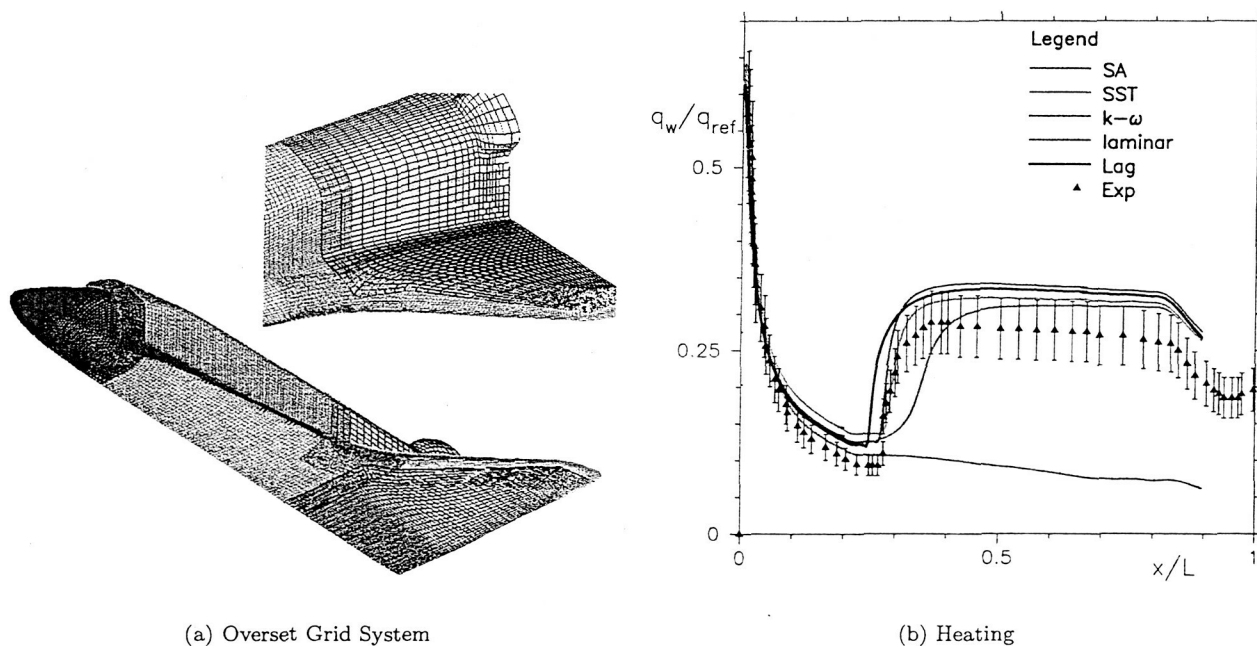 Legend
SA
SST
k-ω
laminar
Lag
Exp
q_w/q_ref
0.5
0.25
0
0
0.5
1
x/L
(a) Overset Grid System
(b) Heating